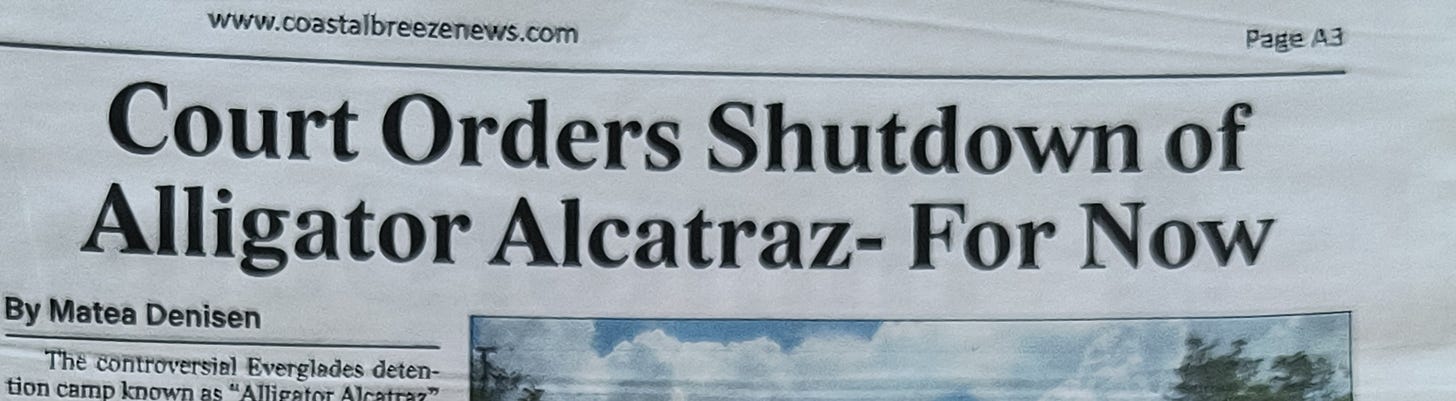 www.coastalbreezenews.com
Page A3
Court Orders Shutdown of
Alligator Alcatraz- For Now
By Matea Denisen
The controversial Everglades deten-
tion camp known as “Alligator Alcatraz”